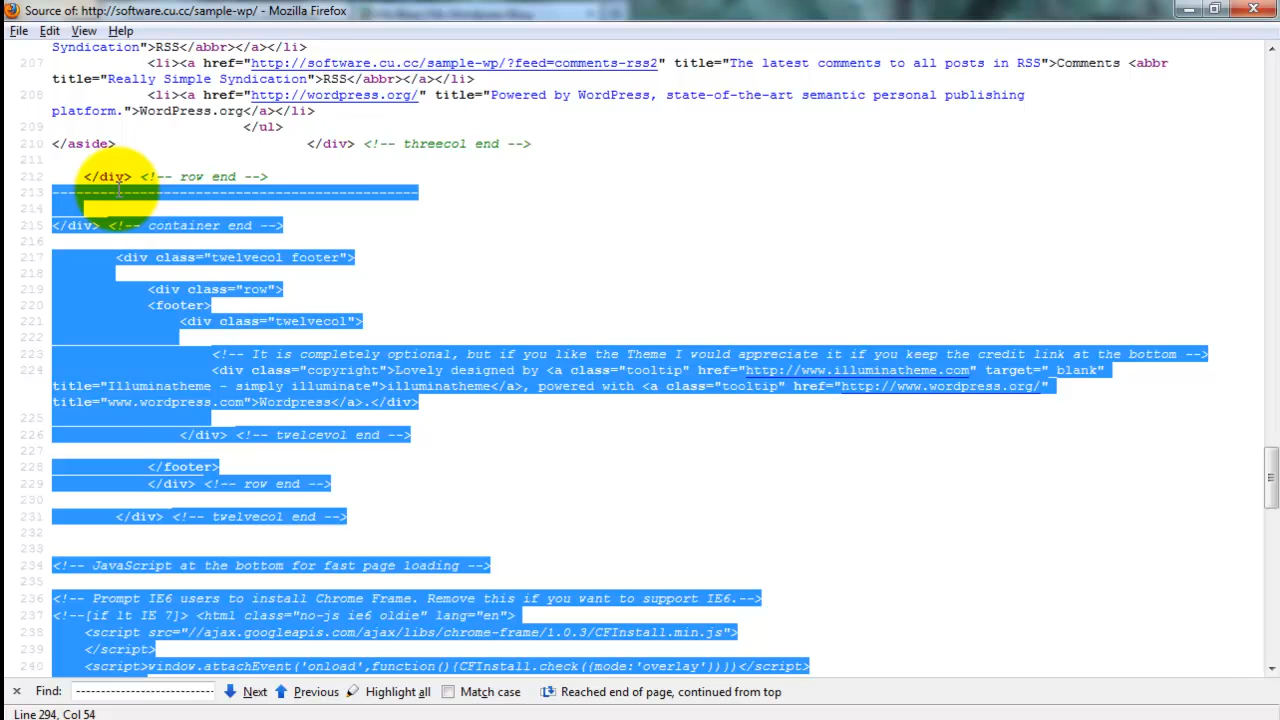 Source of: http://software.cu.cc/sample-wp/ - Mozilla Firefox
File Edit View Help
Syndication">RSS</abbr></a></li>
207 <li><a href="http://software.cu.cc/sample-wp/?feed=comments-rss2" title="The latest comments to all posts in RSS">Comments <abbr
title="Really Simple Syndication">RSS</abbr></a></li>
208 <li><a href="http://wordpress.org/" title="Powered by WordPress, state-of-the-art semantic personal publishing
platform.">WordPress.org</a></li>
209 </ul>
210 </aside> </div> <!-- threecol end -->
211
212 </div> <!-- row end -->
213 ----------------------------------------------
214
215 </div> <!-- container end -->
216
217 <div class="twelvecol footer">
218
219 <div class="row">
220 <footer>
221 <div class="twelvecol">
222
223 <!-- It is completely optional, but if you like the Theme I would appreciate it if you keep the credit link at the bottom -->
224 <div class="copyright">Lovely designed by <a class="tooltip" href="http://www.illuminatheme.com" target="_blank"
title="Illuminatheme - simply illuminate">illuminatheme</a>, powered with <a class="tooltip" href="http://www.wordpress.org/"
title="www.wordpress.com">Wordpress</a>.</div>
225
226 </div> <!-- twelcevol end -->
227
228 </footer>
229 </div> <!-- row end -->
230
231 </div> <!-- twelvecol end -->
232
233
234 <!-- JavaScript at the bottom for fast page loading -->
235
236 <!-- Prompt IE6 users to install Chrome Frame. Remove this if you want to support IE6.-->
237 <!--[if lt IE 7]> <html class="no-js ie6 oldie" lang="en">
238 <script src="//ajax.googleapis.com/ajax/libs/chrome-frame/1.0.3/CFInstall.min.js">
239 </script>
240 <script>window.attachEvent('onload',function(){CFInstall.check({mode:'overlay'})})</script>
Find: ----------------------- Next Previous Highlight all Match case Reached end of page, continued from top
Line 294, Col 54